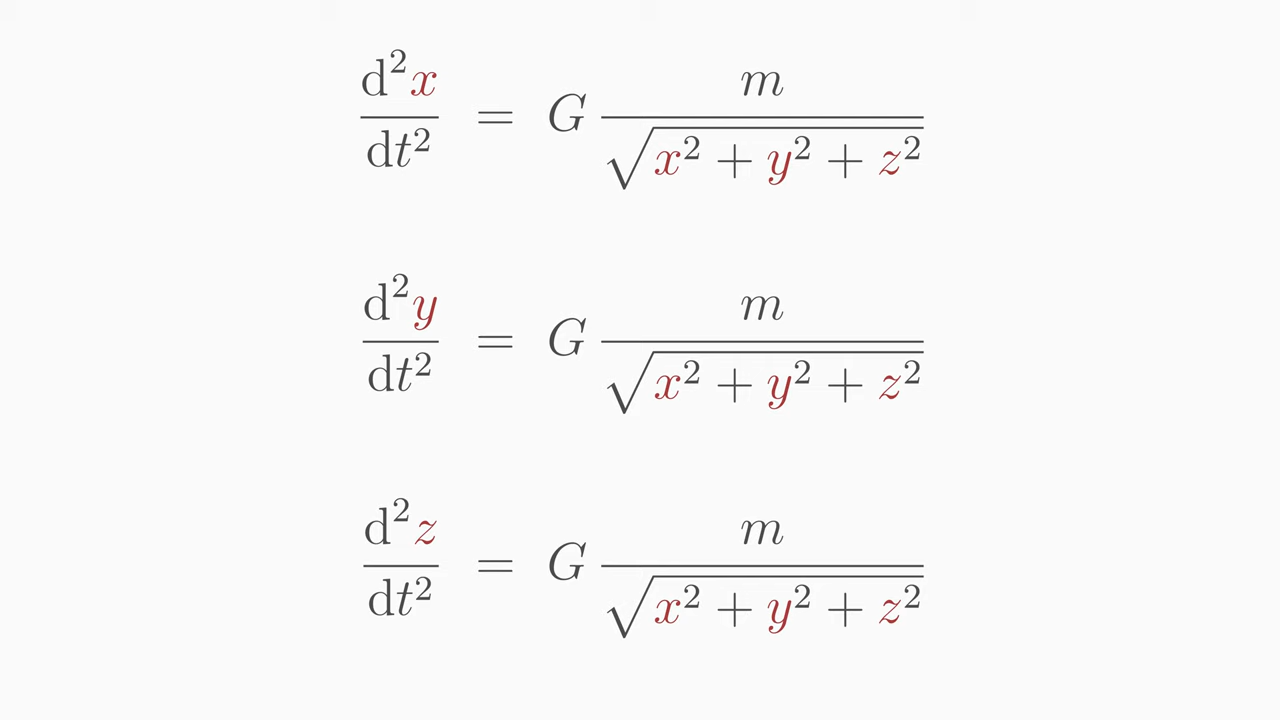 d²x/dt² = G m/√(x² + y² + z²)
d²y/dt² = G m/√(x² + y² + z²)
d²z/dt² = G m/√(x² + y² + z²)